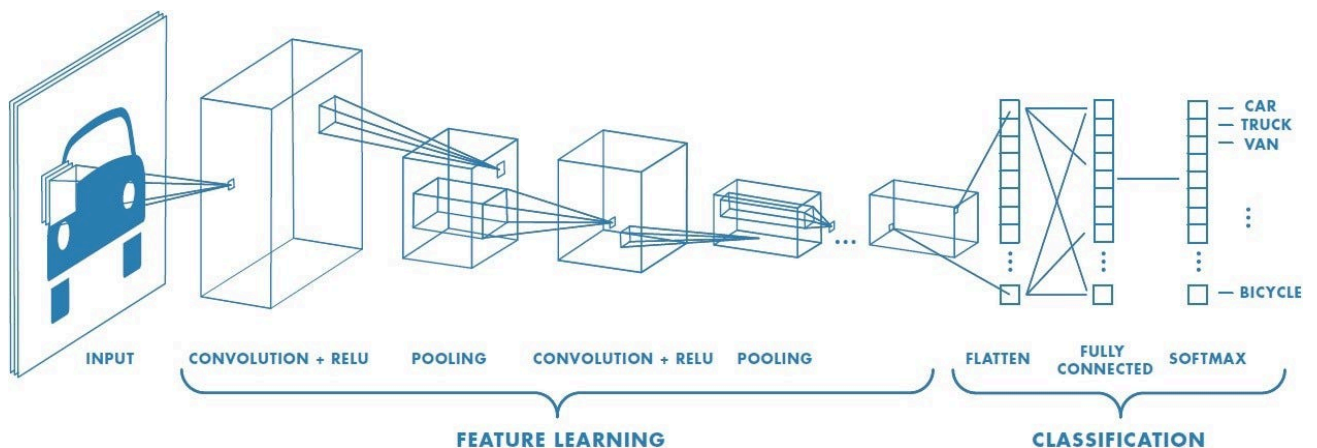 CAR
TRUCK
VAN
BICYCLE
INPUT
CONVOLUTION + RELU
POOLING
CONVOLUTION + RELU
POOLING
FLATTEN
FULLY
CONNECTED
SOFTMAX
FEATURE LEARNING
CLASSIFICATION